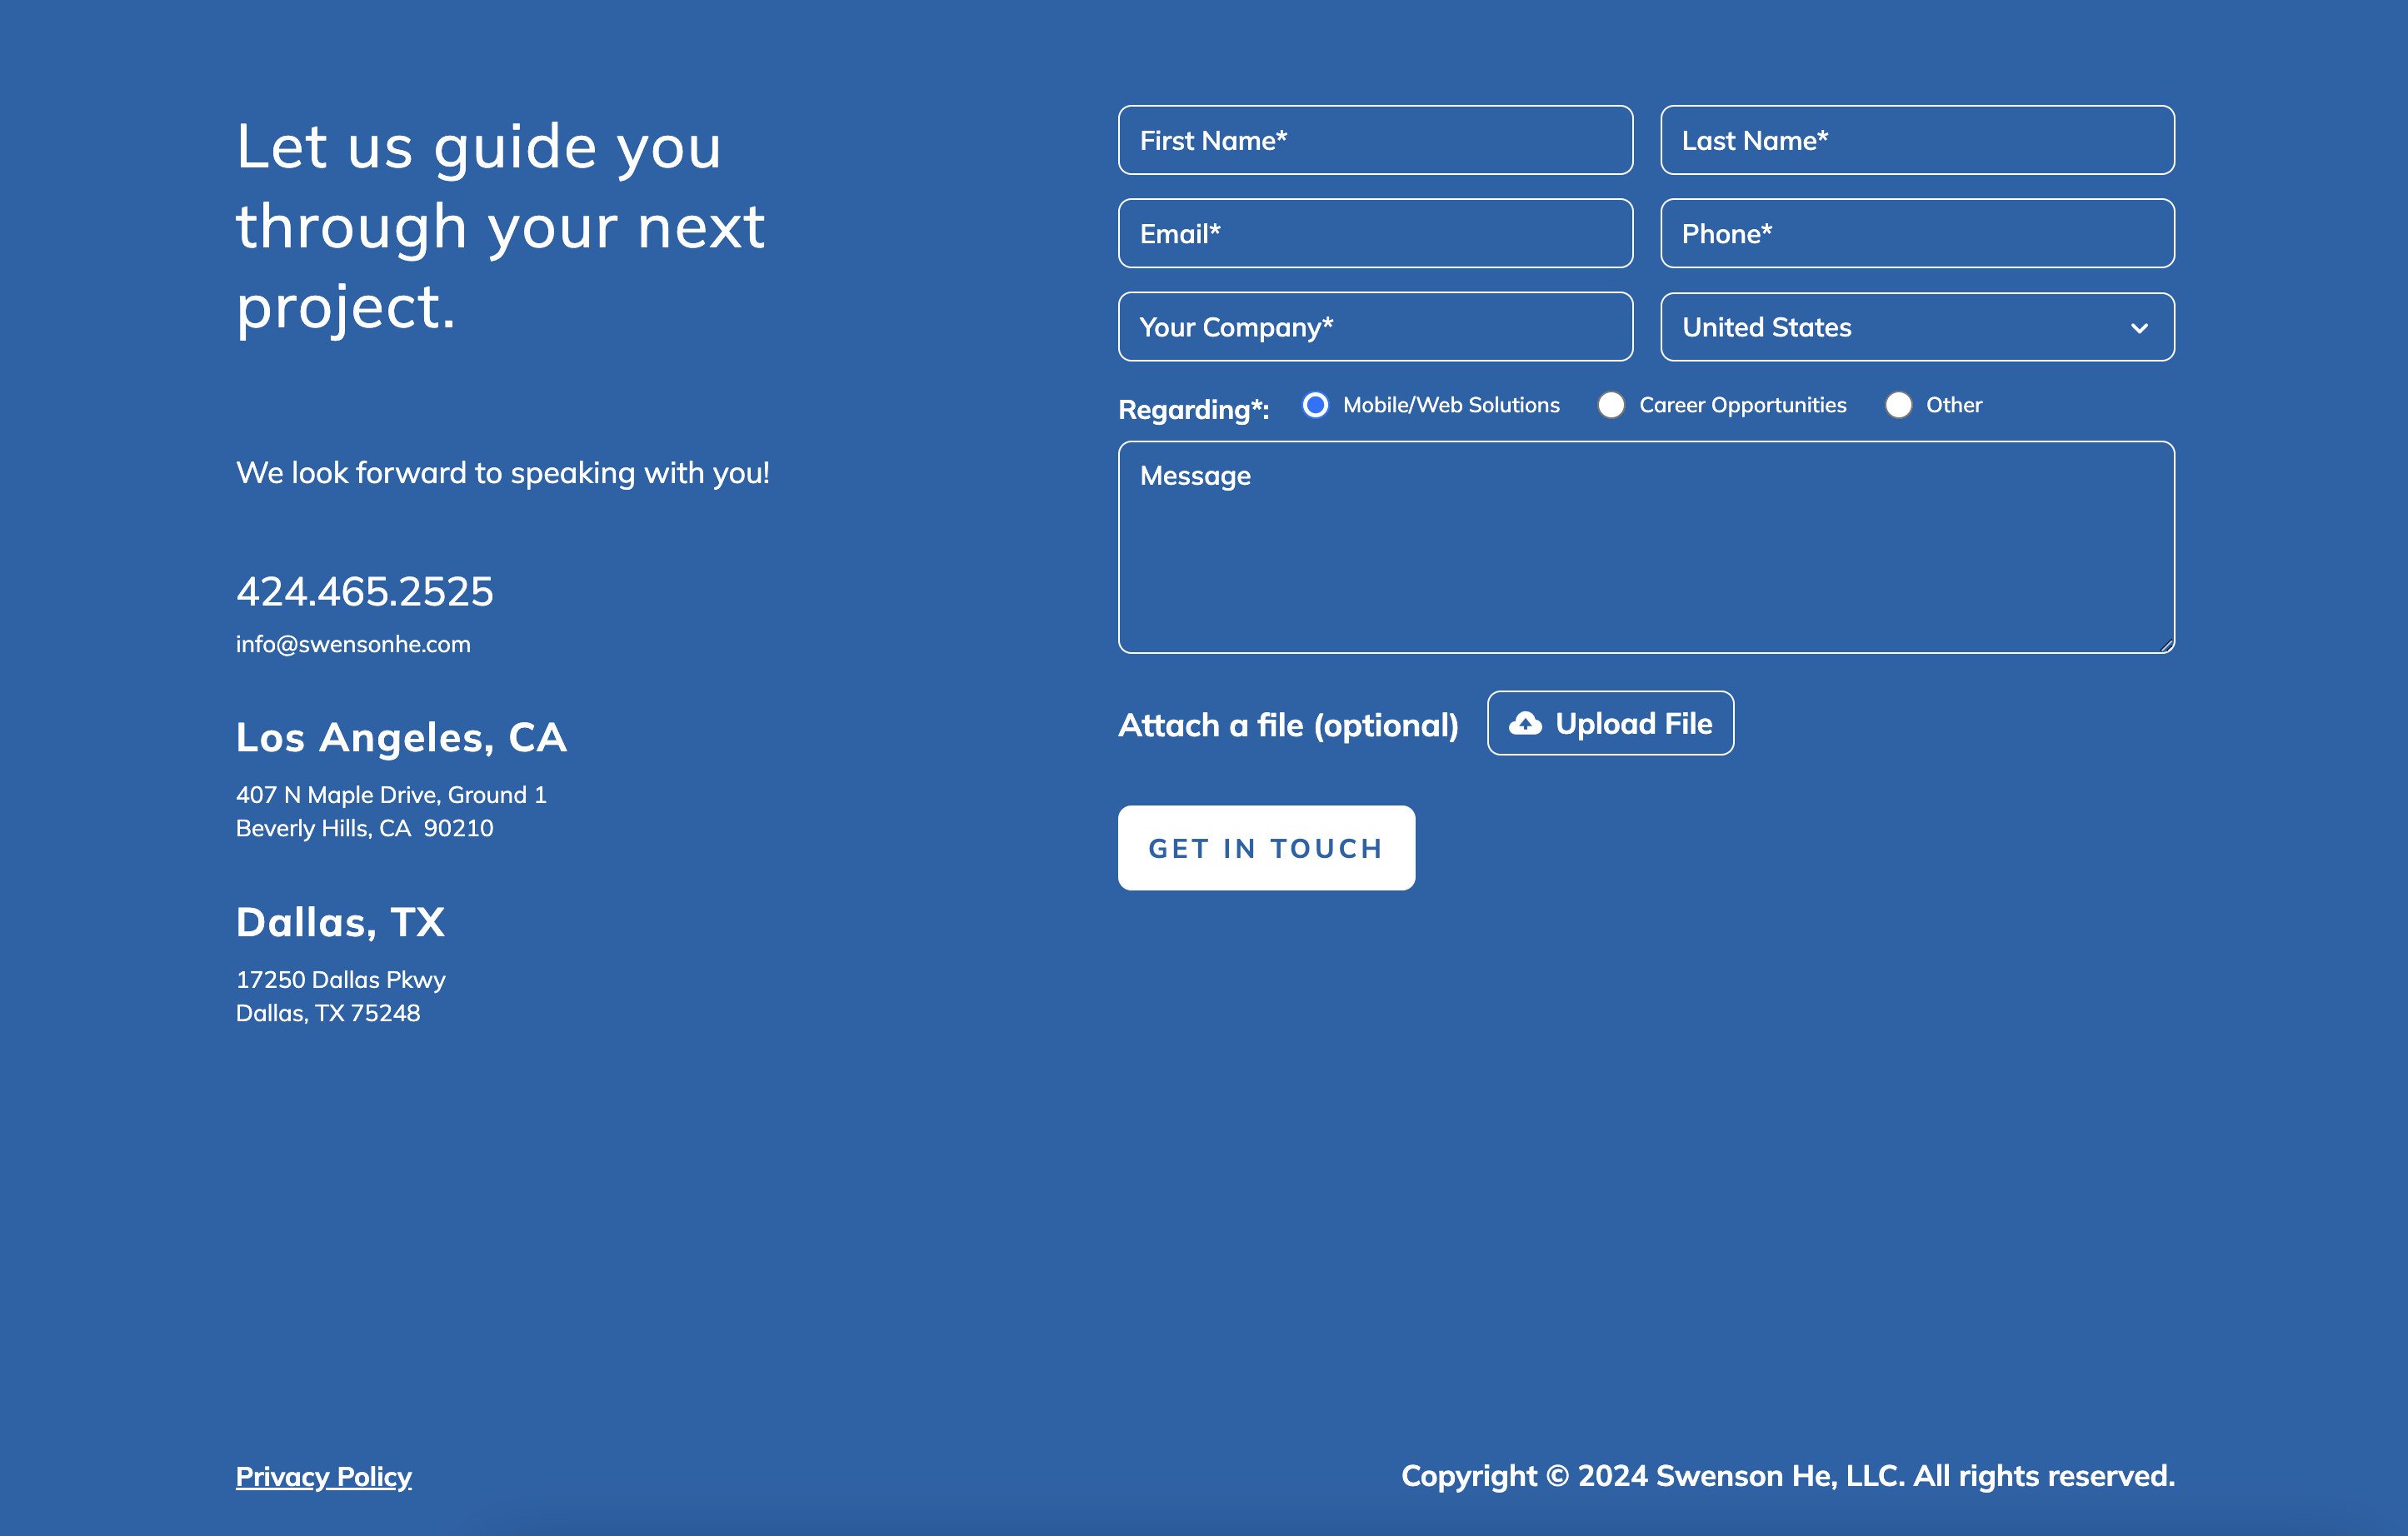 Let us guide you
through your next
project.
We look forward to speaking with you!
424.465.2525
info@swensonhe.com
Los Angeles, CA
407 N Maple Drive, Ground 1
Beverly Hills, CA  90210
Dallas, TX
17250 Dallas Pkwy
Dallas, TX 75248
First Name*
Last Name*
Email*
Phone*
Your Company*
United States
Regarding*: Mobile/Web Solutions Career Opportunities Other
Message
Attach a file (optional) Upload File
GET IN TOUCH
Privacy Policy
Copyright © 2024 Swenson He, LLC. All rights reserved.